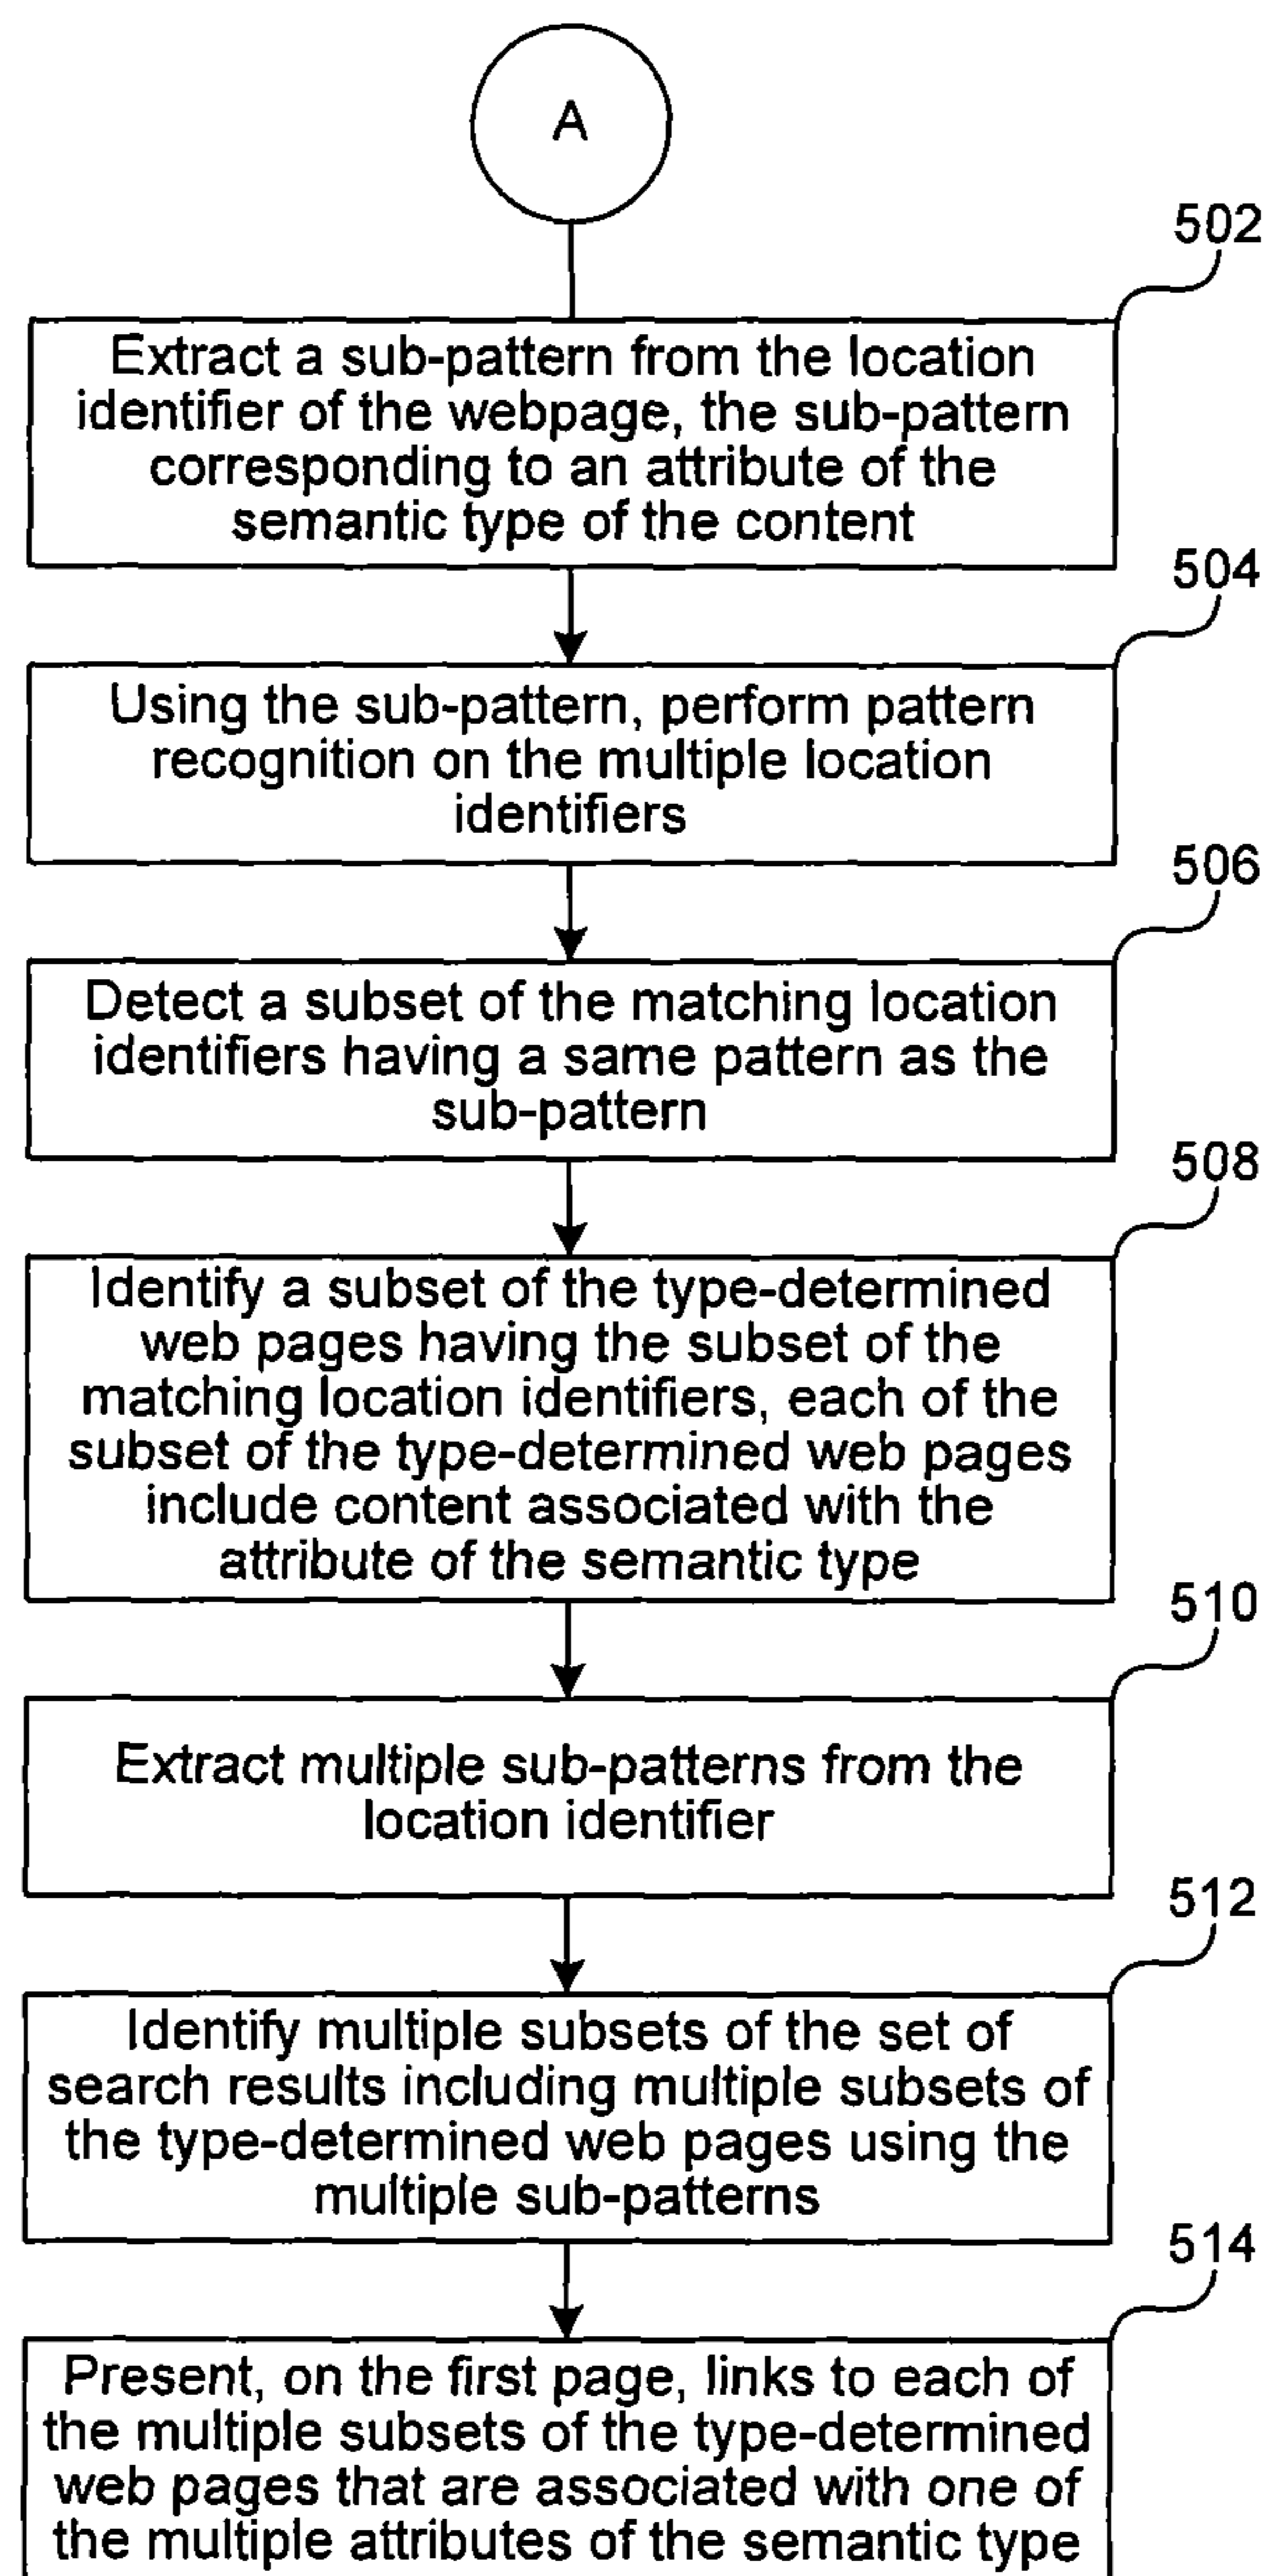 A
502
Extract a sub-pattern from the location
identifier of the webpage, the sub-pattern
corresponding to an attribute of the
semantic type of the content
504
Using the sub-pattern, perform pattern
recognition on the multiple location
identifiers
506
Detect a subset of the matching location
identifiers having a same pattern as the
sub-pattern
508
Identify a subset of the type-determined
web pages having the subset of the
matching location identifiers, each of the
subset of the type-determined web pages
include content associated with the
attribute of the semantic type
510
Extract multiple sub-patterns from the
location identifier
512
Identify multiple subsets of the set of
search results including multiple subsets of
the type-determined web pages using the
multiple sub-patterns
514
Present, on the first page, links to each of
the multiple subsets of the type-determined
web pages that are associated with one of
the multiple attributes of the semantic type